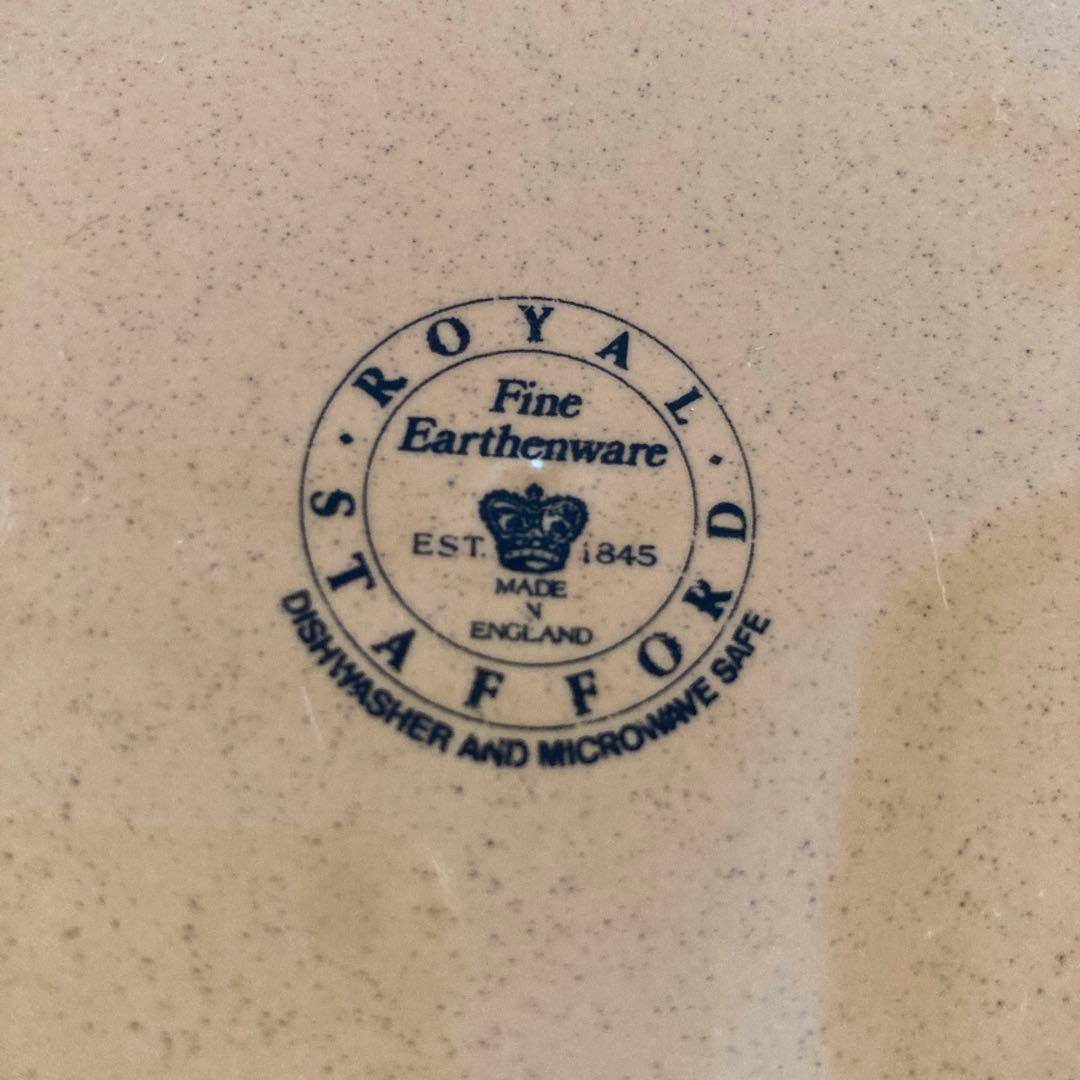 · ROYAL ·
STAFFORD
Fine
Earthenware
EST. 1845
MADE
IN
ENGLAND
DISHWASHER AND MICROWAVE SAFE